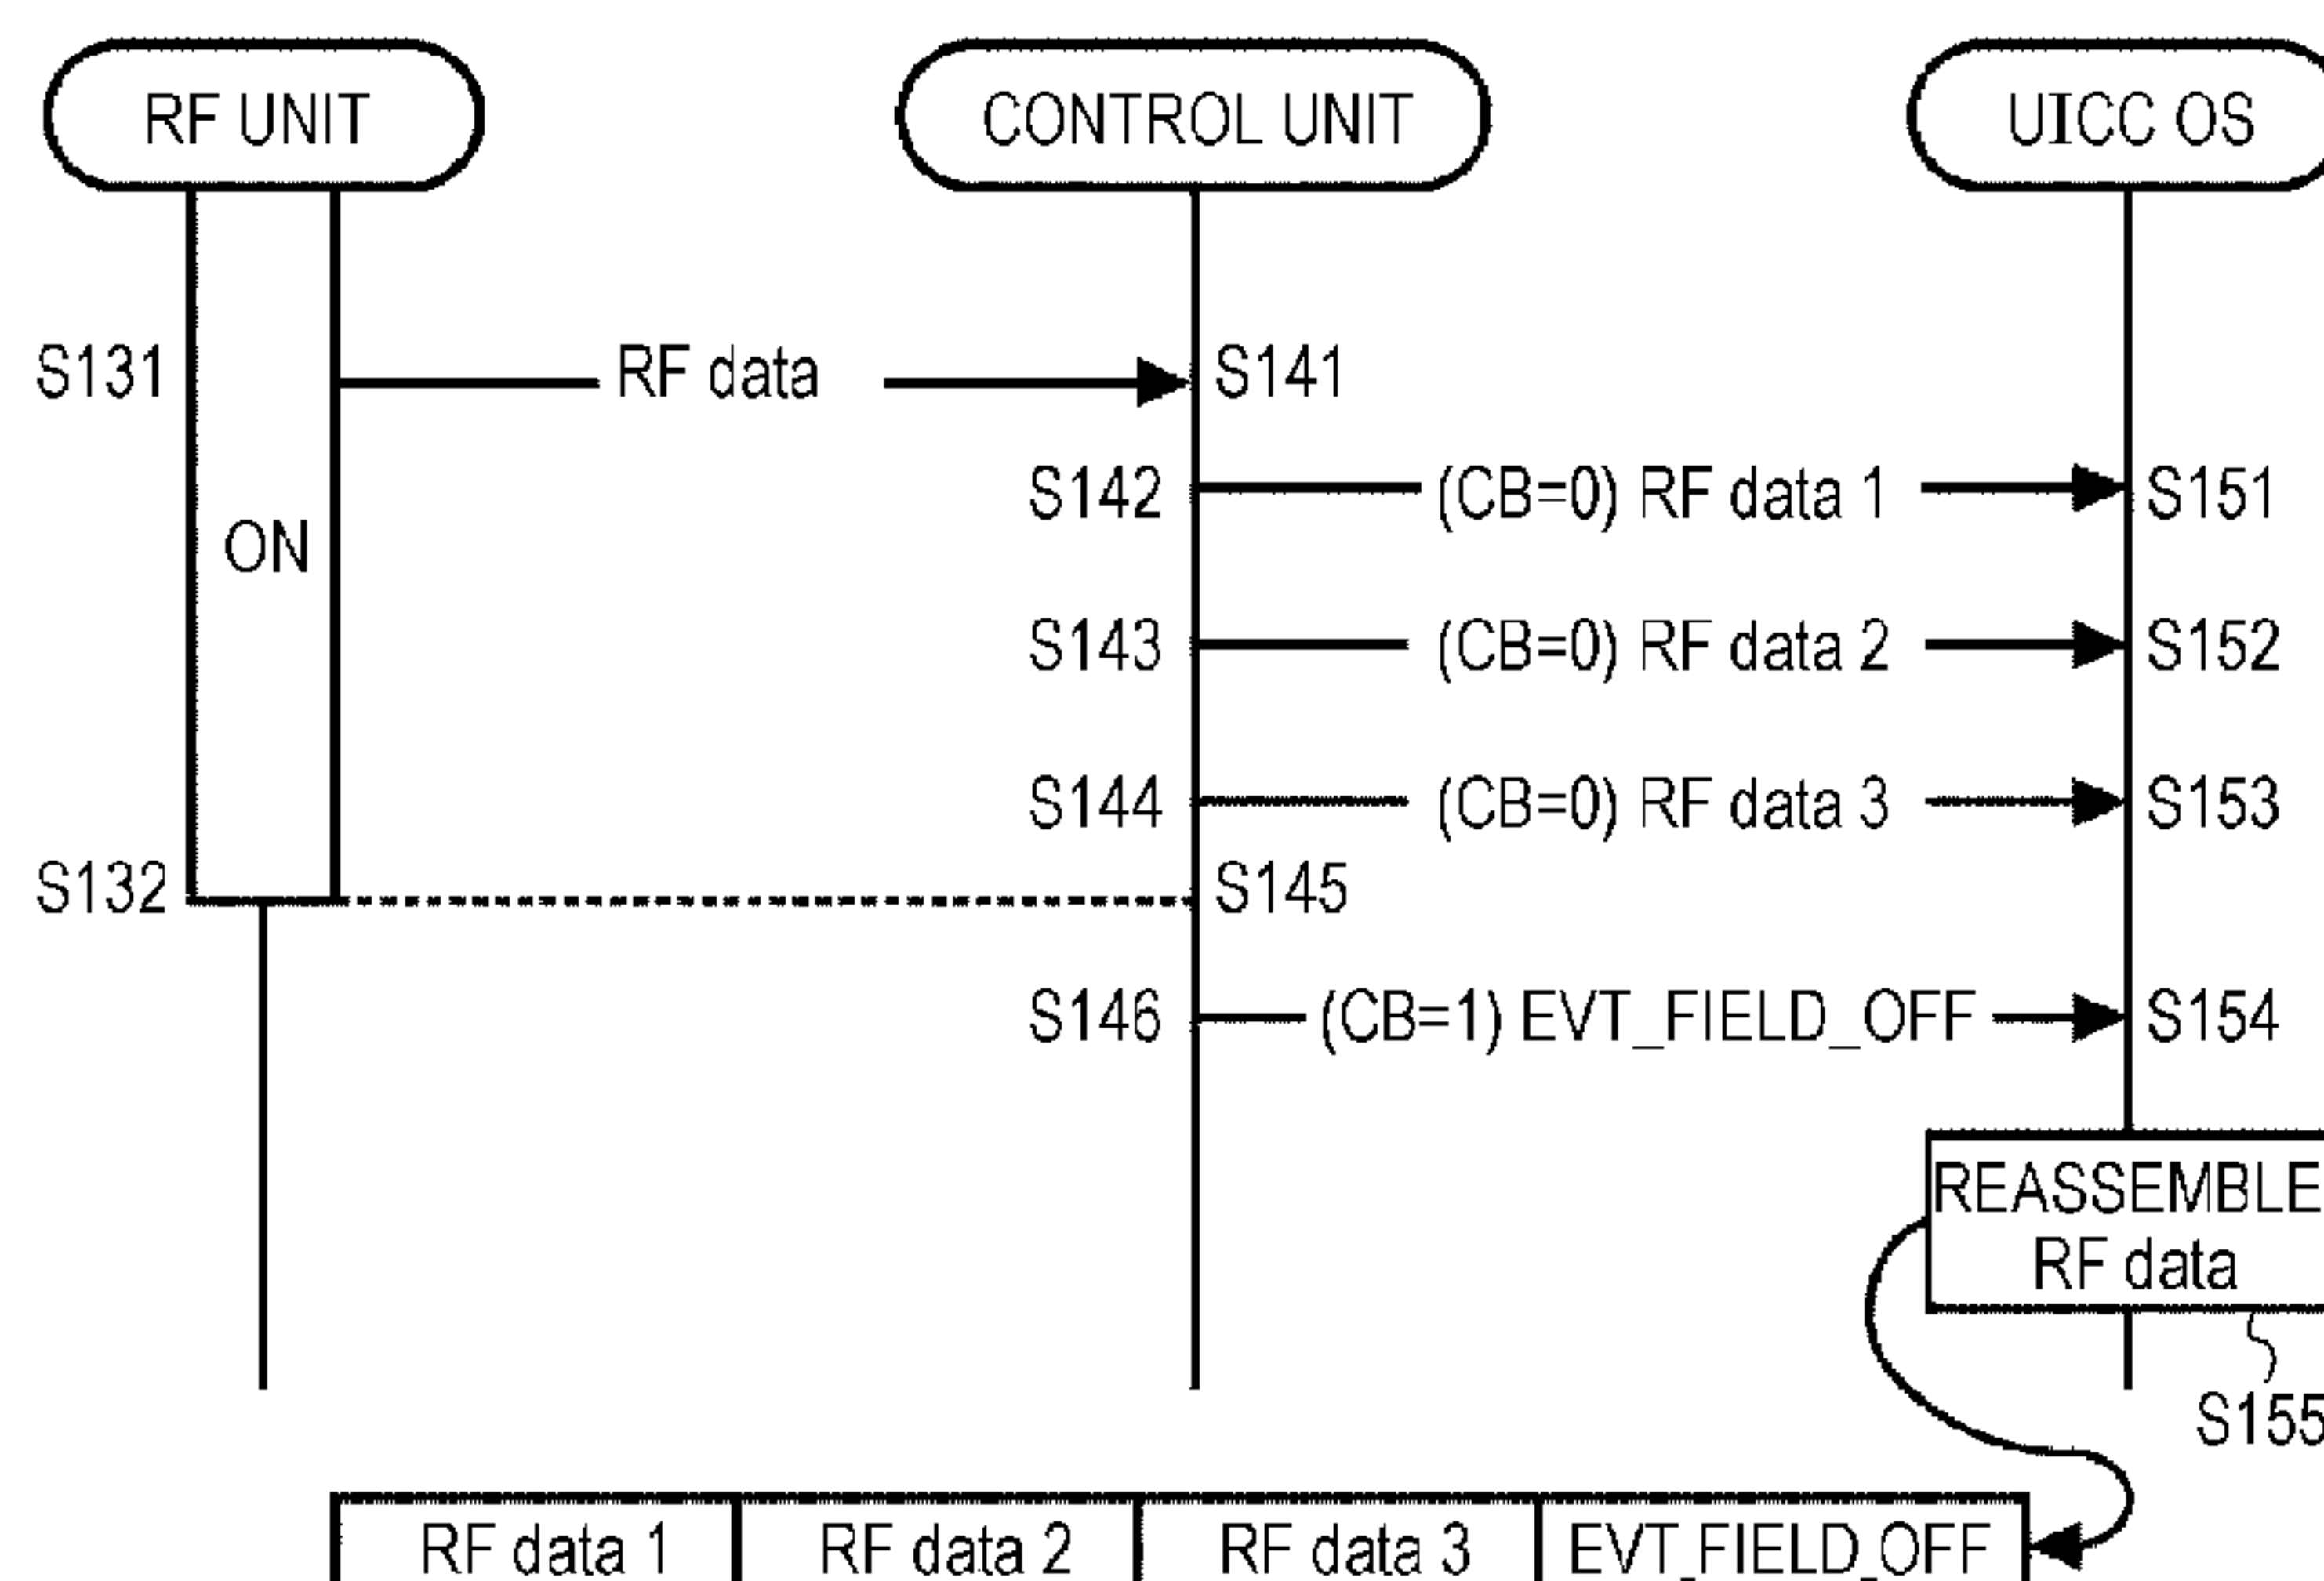 RF UNIT CONTROL UNIT UICC OS
S131 RF data S141
S142 (CB=0) RF data 1 S151
ON
S143 (CB=0) RF data 2 S152
S144 (CB=0) RF data 3 S153
S132 S145
S146 (CB=1) EVT_FIELD_OFF S154
REASSEMBLE
RF data
S155
RF data 1 RF data 2 RF data 3 EVT_FIELD_OFF